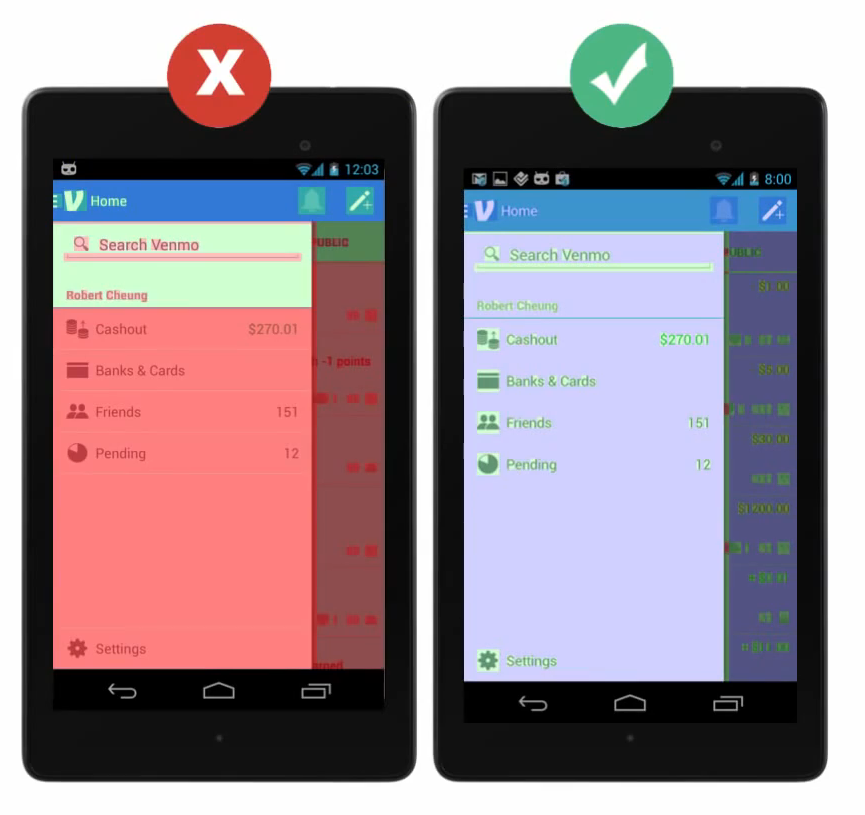 X
12:03
Home
Search Venmo
PUBLIC
Robert Cheung
Cashout $270.01
-1 points
Banks & Cards
Friends 151
Pending 12
Settings
8:00
Home
Search Venmo
Robert Cheung
Cashout $270.01
Banks & Cards
Friends 151
Pending 12
Settings